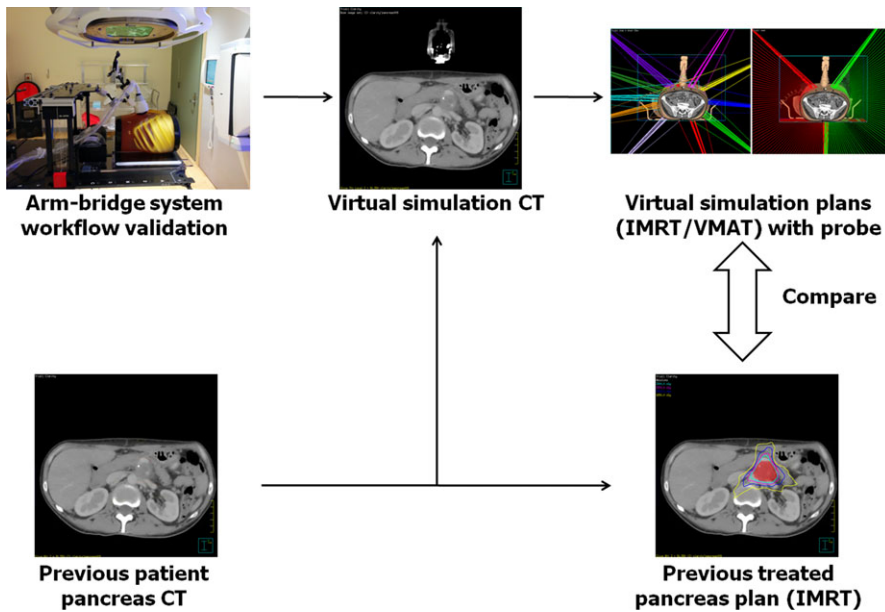 Arm-bridge system
workflow validation
Virtual simulation CT
Virtual simulation plans
(IMRT/VMAT) with probe
Compare
Previous patient
pancreas CT
Previous treated
pancreas plan (IMRT)